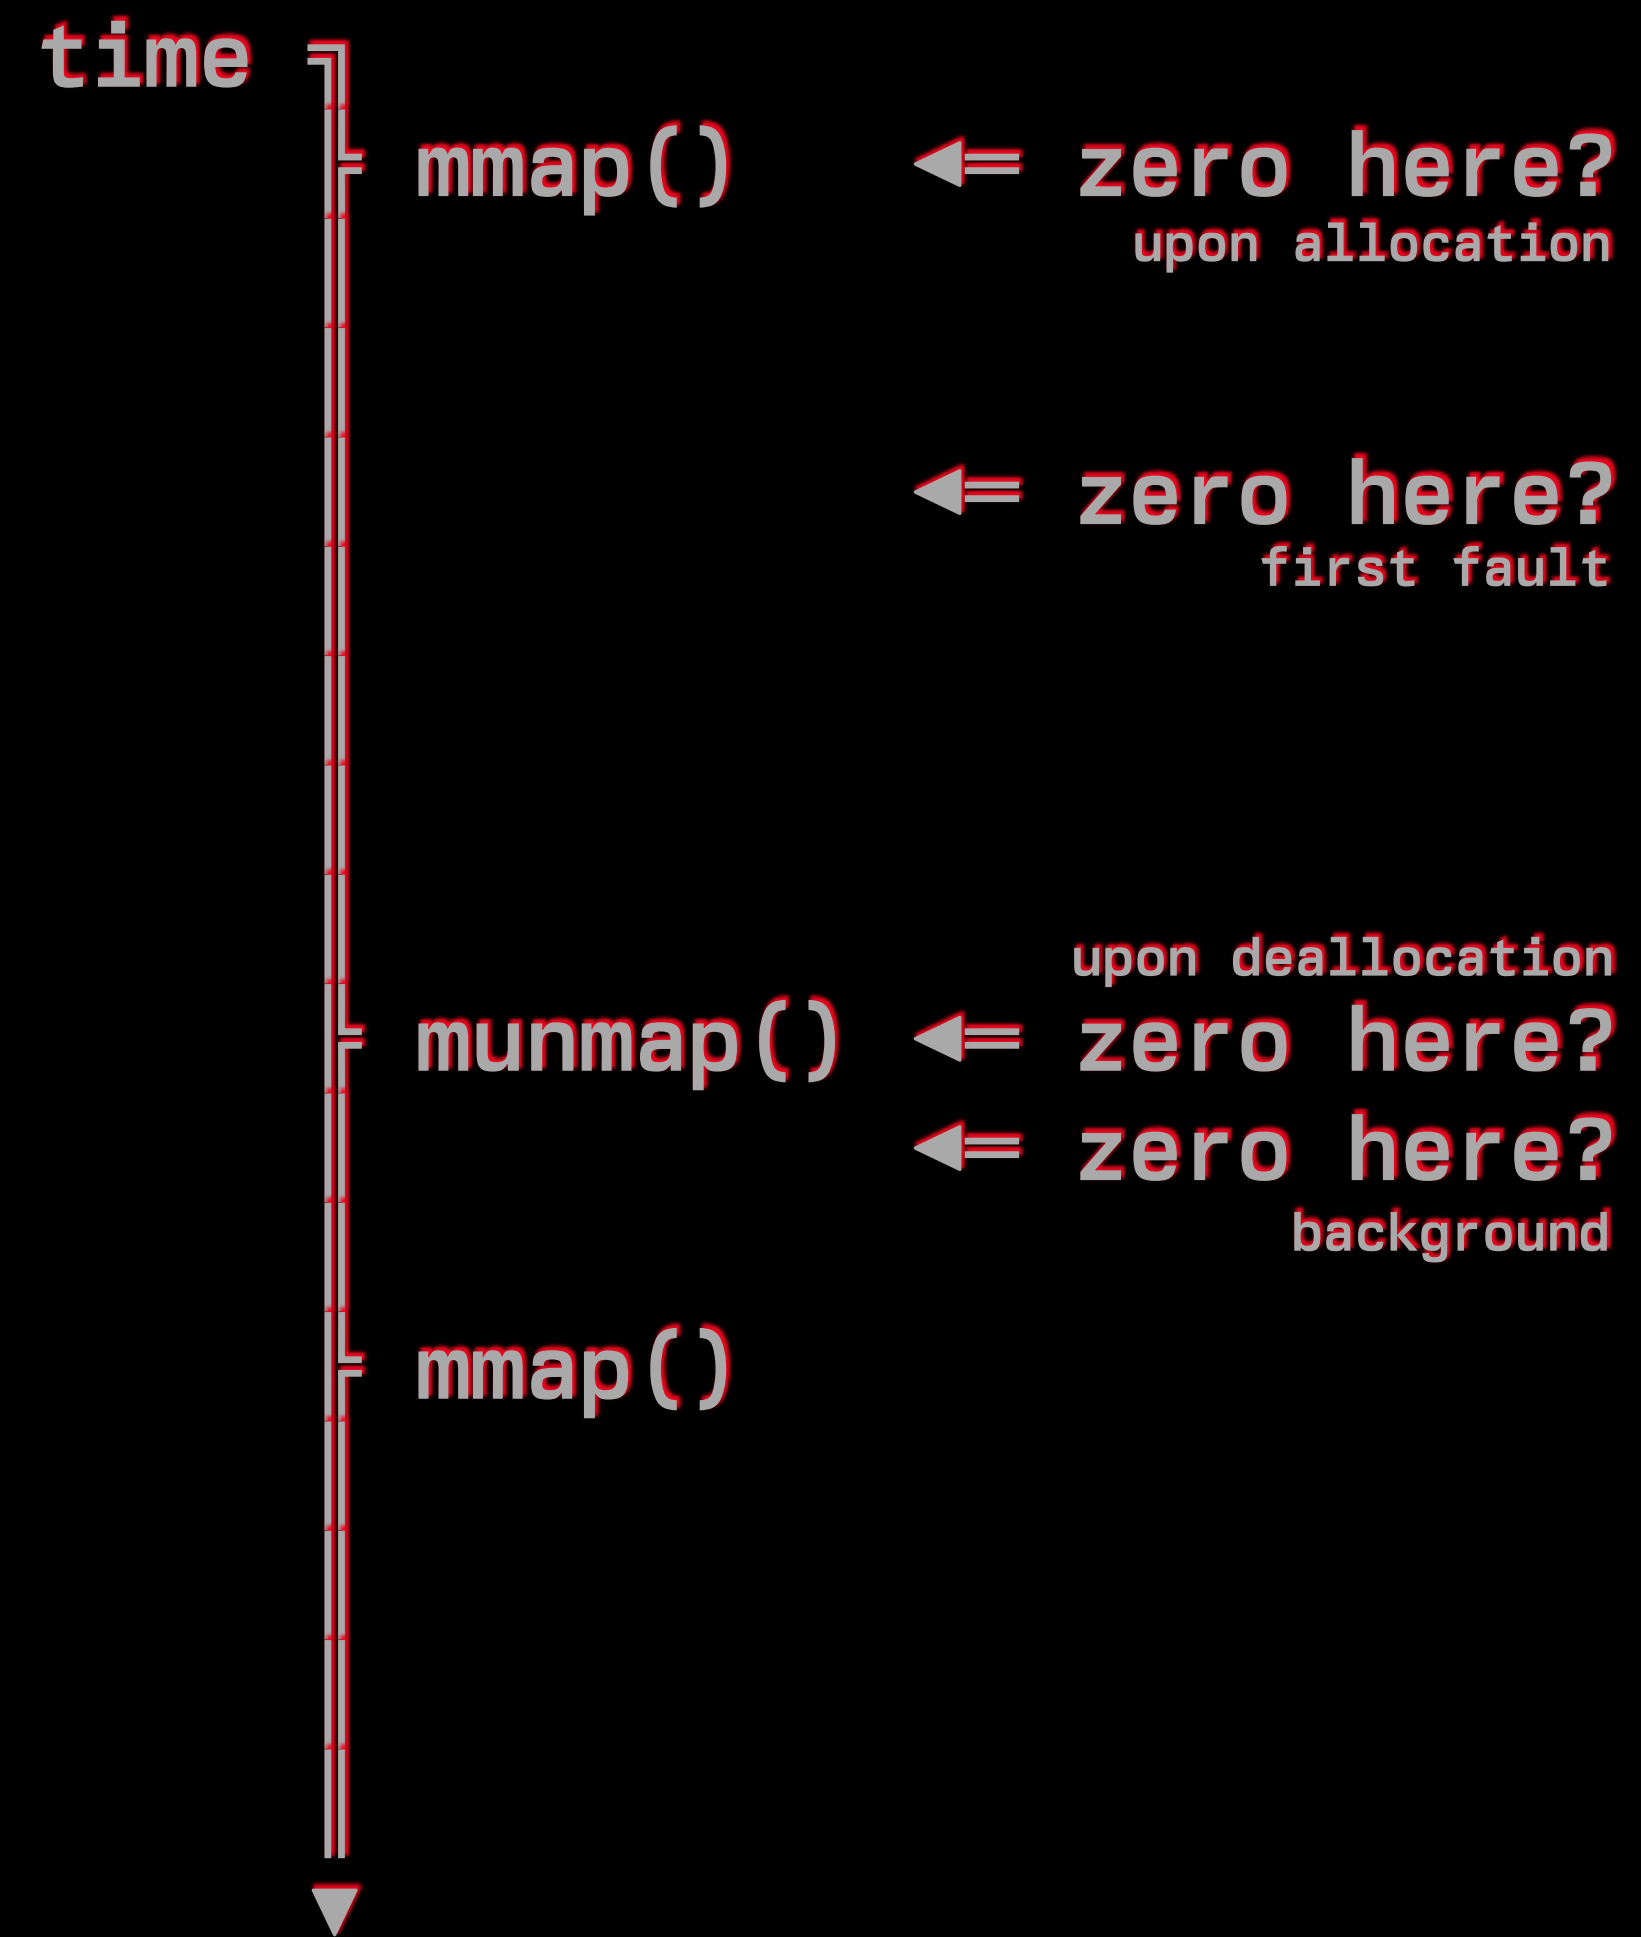 time
mmap() zero here?
upon allocation
zero here?
first fault
upon deallocation
munmap() zero here?
zero here?
background
mmap()